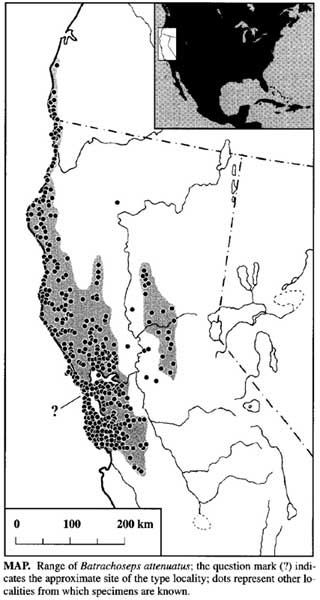 ?
0 100 200 km
MAP. Range of Batrachoseps attenuatus; the question mark (?) indi-
cates the approximate site of the type locality; dots represent other lo-
calities from which specimens are known.